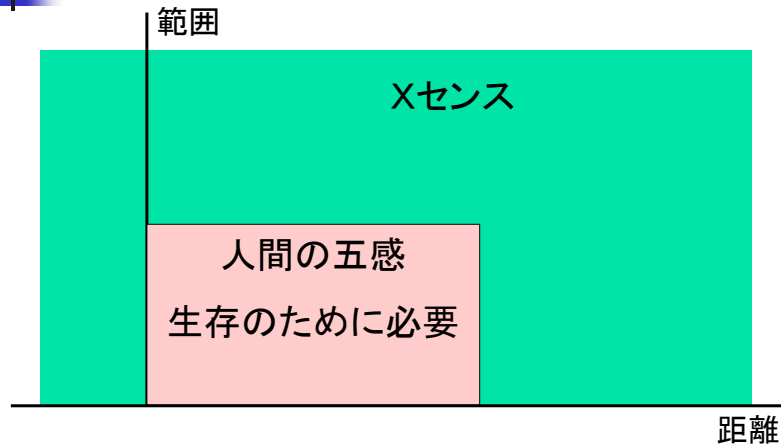 範囲
Xセンス
人間の五感
生存のために必要
距離